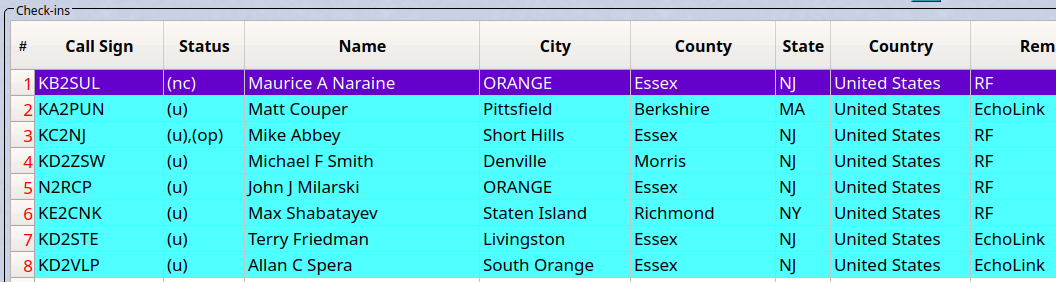 Check-ins
# Call Sign Status Name City County State Country Rem
1 KB2SUL (nc) Maurice A Naraine ORANGE Essex NJ United States RF
2 KA2PUN (u) Matt Couper Pittsfield Berkshire MA United States EchoLink
3 KC2NJ (u),(op) Mike Abbey Short Hills Essex NJ United States RF
4 KD2ZSW (u) Michael F Smith Denville Morris NJ United States RF
5 N2RCP (u) John J Milarski ORANGE Essex NJ United States RF
6 KE2CNK (u) Max Shabatayev Staten Island Richmond NY United States RF
7 KD2STE (u) Terry Friedman Livingston Essex NJ United States EchoLink
8 KD2VLP (u) Allan C Spera South Orange Essex NJ United States EchoLink